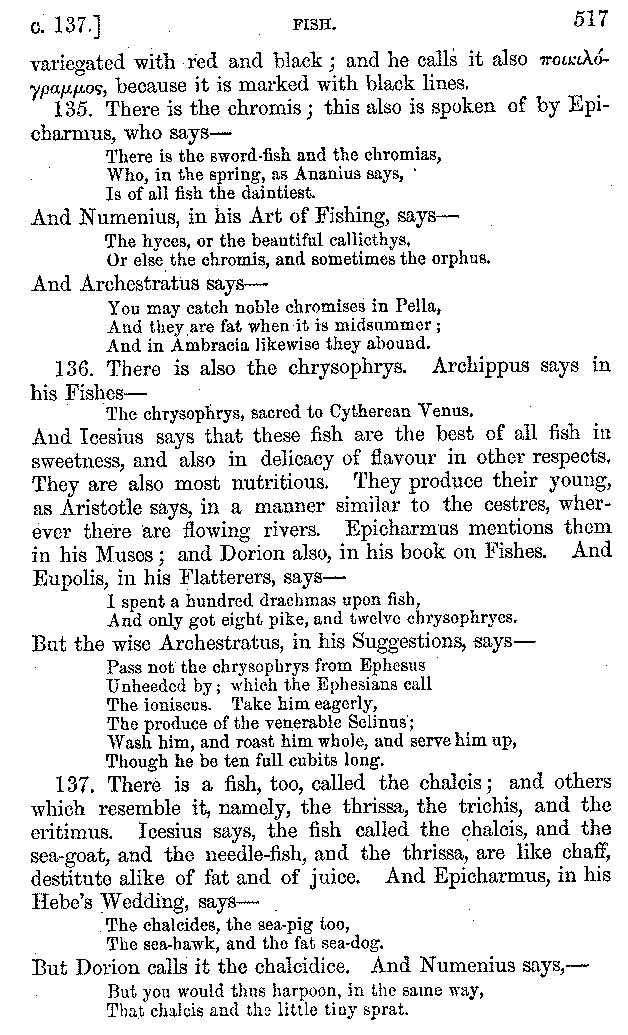 c. 137.] FISH. 517
variegated with red and black ; and he calls it also ποικιλό-
γραμμος, because it is marked with black lines.
135. There is the chromis ; this also is spoken of by Epi-
charmus, who says—
There is the sword-fish and the chromias,
Who, in the spring, as Ananius says,
Is of all fish the daintiest.
And Numenius, in his Art of Fishing, says—
The hyces, or the beautiful callicthys,
Or else the chromis, and sometimes the orphus.
And Archestratus says—
You may catch noble chromises in Pella,
And they are fat when it is midsummer ;
And in Ambracia likewise they abound.
136. There is also the chrysophrys. Archippus says in
his Fishes—
The chrysophrys, sacred to Cytherean Venus.
And Icesius says that these fish are the best of all fish in
sweetness, and also in delicacy of flavour in other respects.
They are also most nutritious. They produce their young,
as Aristotle says, in a manner similar to the cestres, wher-
ever there are flowing rivers. Epicharmus mentions them
in his Muses ; and Dorion also, in his book on Fishes. And
Eupolis, in his Flatterers, says—
I spent a hundred drachmas upon fish,
And only got eight pike, and twelve chrysophryes.
But the wise Archestratus, in his Suggestions, says—
Pass not the chrysophrys from Ephesus
Unheeded by ; which the Ephesians call
The ioniscus. Take him eagerly,
The produce of the venerable Selinus ;
Wash him, and roast him whole, and serve him up,
Though he be ten full cubits long.
137. There is a fish, too, called the chalcis ; and others
which resemble it, namely, the thrissa, the trichis, and the
eritimus. Icesius says, the fish called the chalcis, and the
sea-goat, and the needle-fish, and the thrissa, are like chaff,
destitute alike of fat and of juice. And Epicharmus, in his
Hebe's Wedding, says—
The chalcides, the sea-pig too,
The sea-hawk, and the fat sea-dog.
But Dorion calls it the chalcidice. And Numenius says,—
But you would thus harpoon, in the same way,
That chalcis and the little tiny sprat.